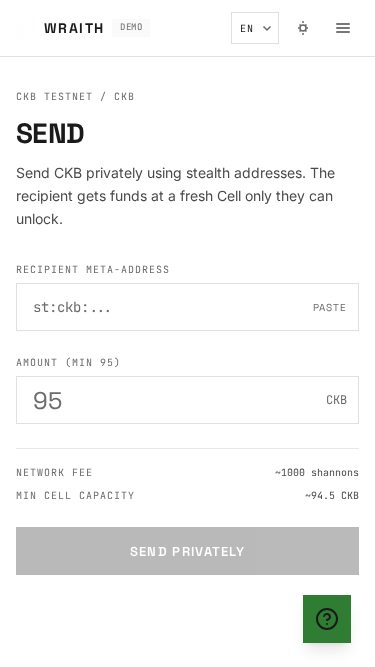 WRAITH DEMO EN
CKB TESTNET / CKB
SEND
Send CKB privately using stealth addresses. The
recipient gets funds at a fresh Cell only they can
unlock.
RECIPIENT META-ADDRESS
st:ckb:... PASTE
AMOUNT (MIN 95)
95 CKB
NETWORK FEE ~1000 shannons
MIN CELL CAPACITY ~94.5 CKB
SEND PRIVATELY